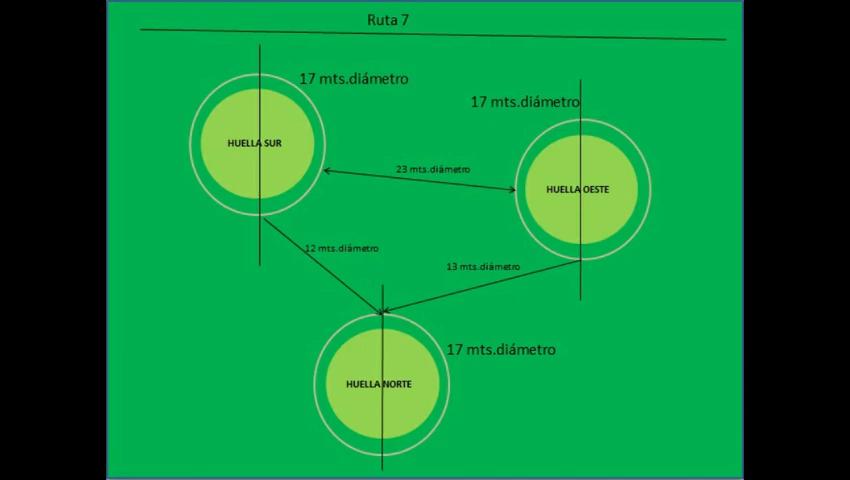 Ruta 7
17 mts.diámetro
17 mts.diámetro
HUELLA SUR
23 mts.diámetro
HUELLA OESTE
12 mts.diámetro
13 mts.diámetro
17 mts.diámetro
HUELLA NORTE